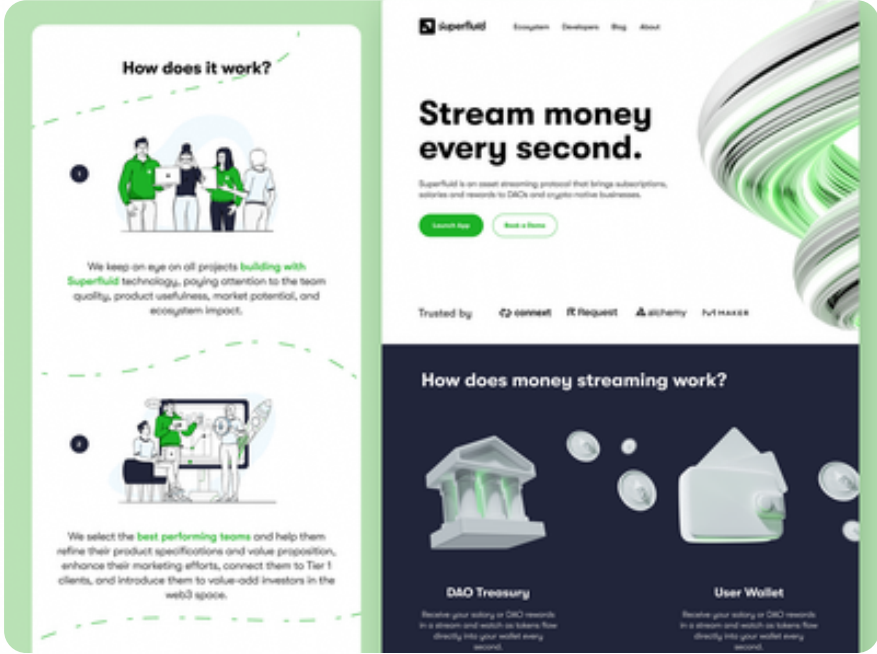 How does it work?
1
We keep an eye on all projects building with
Superfluid technology, paying attention to the team
quality, product usefulness, market potential, and
ecosystem impact.
2
We select the best performing teams and help them
refine their product specifications and value proposition,
enhance their marketing efforts, connect them to Tier 1
clients, and introduce them to value-add investors in the
web3 space.
Superfluid
Ecosystem Developers Blog About
Stream money
every second.
Superfluid is an asset streaming protocol that brings subscriptions,
salaries and rewards to DAOs and crypto-native businesses.
Launch App Book a Demo
Trusted by connext Request alchemy MAKER
How does money streaming work?
DAO Treasury
Receive your salary or DAO rewards
in a stream and watch as tokens flow
directly into your wallet every
second.
User Wallet
Receive your salary or DAO rewards
in a stream and watch as tokens flow
directly into your wallet every
second.